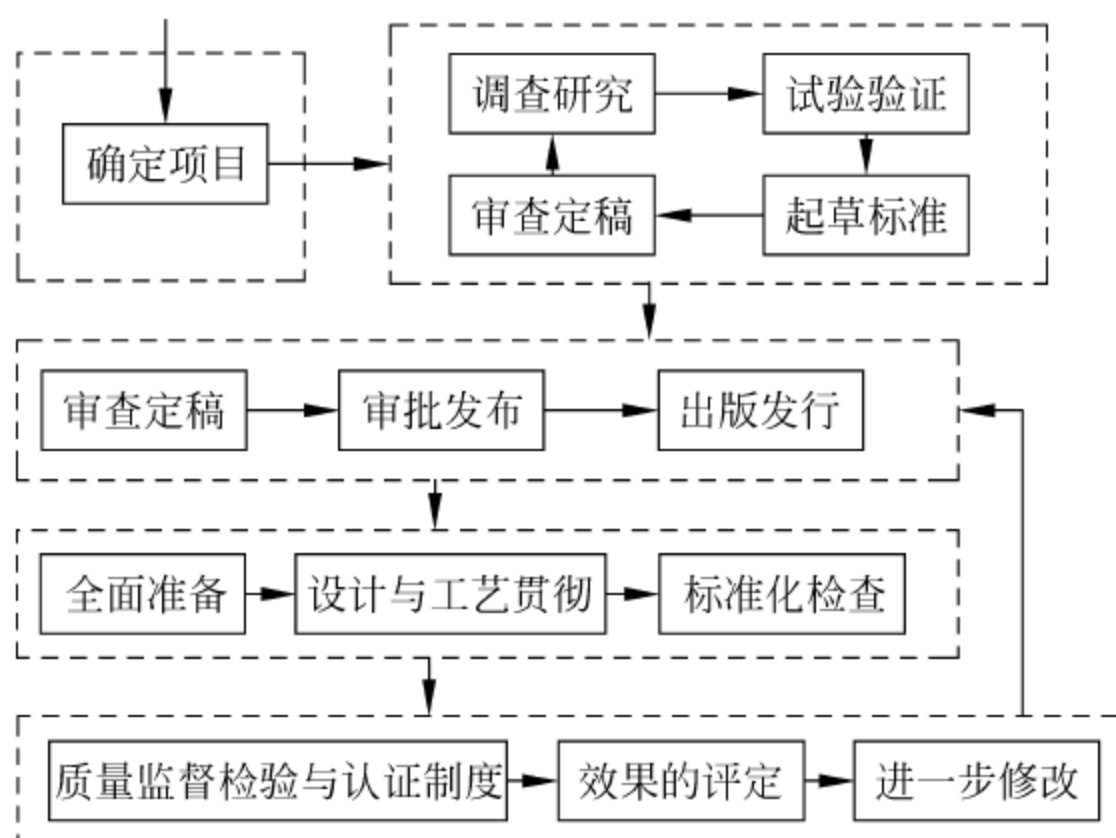 确定项目
调查研究
试验验证
审查定稿
起草标准
审查定稿
审批发布
出版发行
全面准备
设计与工艺贯彻
标准化检查
质量监督检验与认证制度
效果的评定
进一步修改